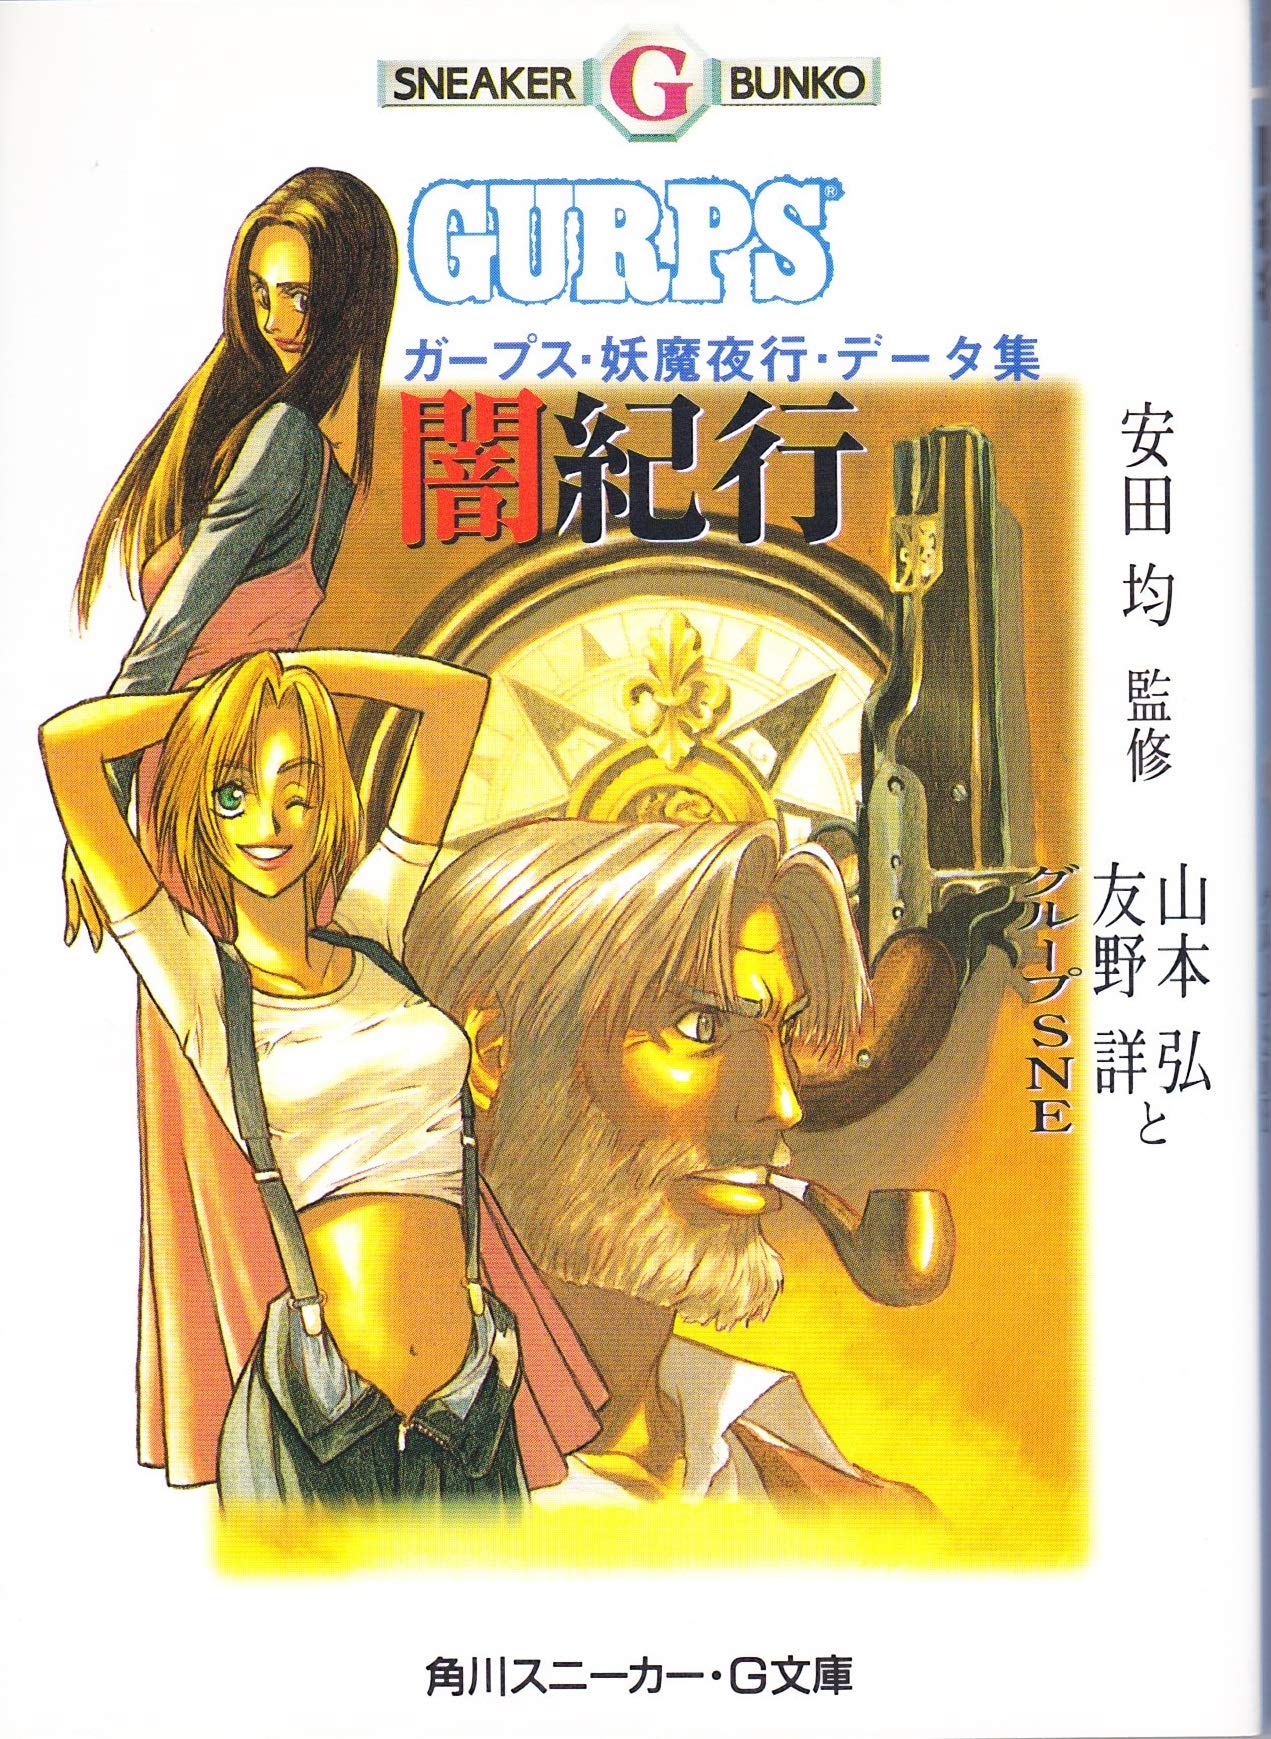 SNEAKER G BUNKO
GURPS®
ガープス・妖魔夜行・データ集
闇紀行
安田 均 監修
山本 弘
友野 詳と
グループSNE
角川スニーカー・G文庫